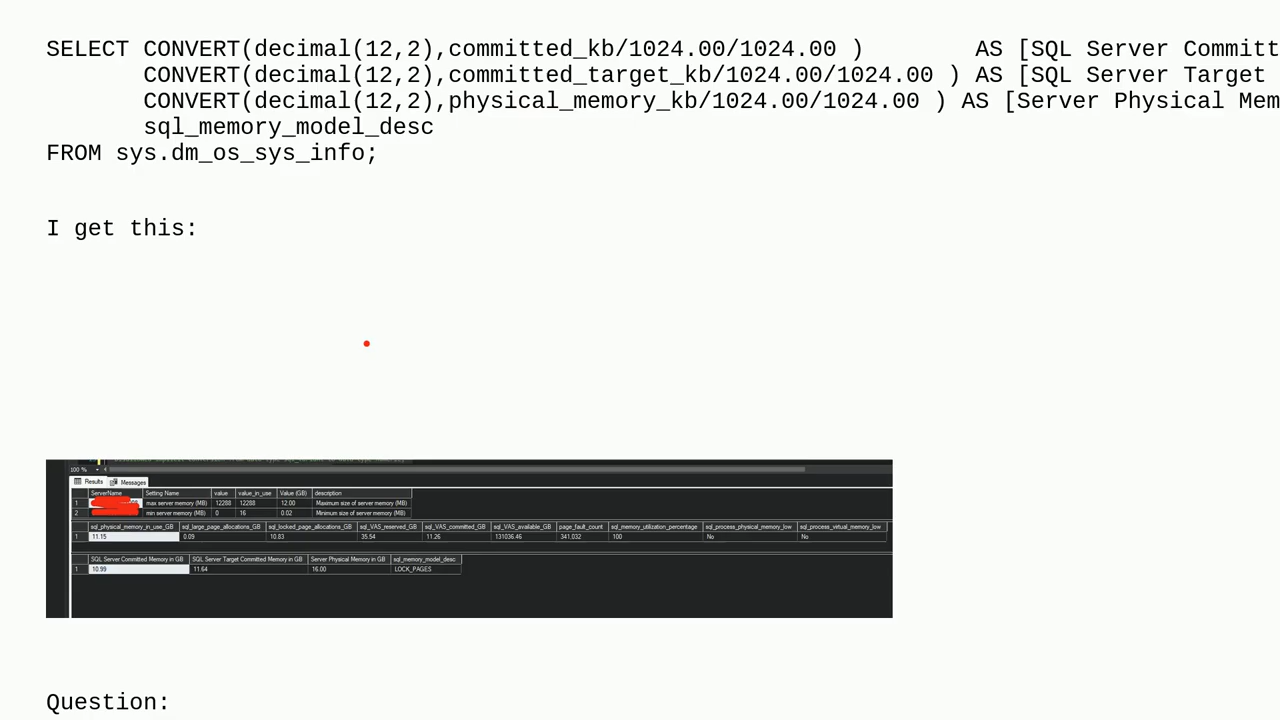 SELECT CONVERT(decimal(12,2),committed_kb/1024.00/1024.00 ) AS [SQL Server Committ
CONVERT(decimal(12,2),committed_target_kb/1024.00/1024.00 ) AS [SQL Server Target
CONVERT(decimal(12,2),physical_memory_kb/1024.00/1024.00 ) AS [Server Physical Mem
sql_memory_model_desc
FROM sys.dm_os_sys_info;
I get this:
100 %
Results Messages
ServerName Setting Name value value_in_use Value (GB) description
1 max server memory (MB) 12288 12288 12.00 Maximum size of server memory (MB)
2 min server memory (MB) 0 16 0.02 Minimum size of server memory (MB)
sql_physical_memory_in_use_GB sql_large_page_allocations_GB sql_locked_page_allocations_GB sql_VAS_reserved_GB sql_VAS_committed_GB sql_VAS_available_GB page_fault_count sql_memory_utilization_percentage sql_process_physical_memory_low sql_process_virtual_memory_low
1 11.15 0.09 10.83 35.54 11.26 131036.46 341,032 100 No No
SQL Server Committed Memory in GB SQL Server Target Committed Memory in GB Server Physical Memory in GB sql_memory_model_desc
1 10.99 11.64 16.00 LOCK_PAGES
Question: